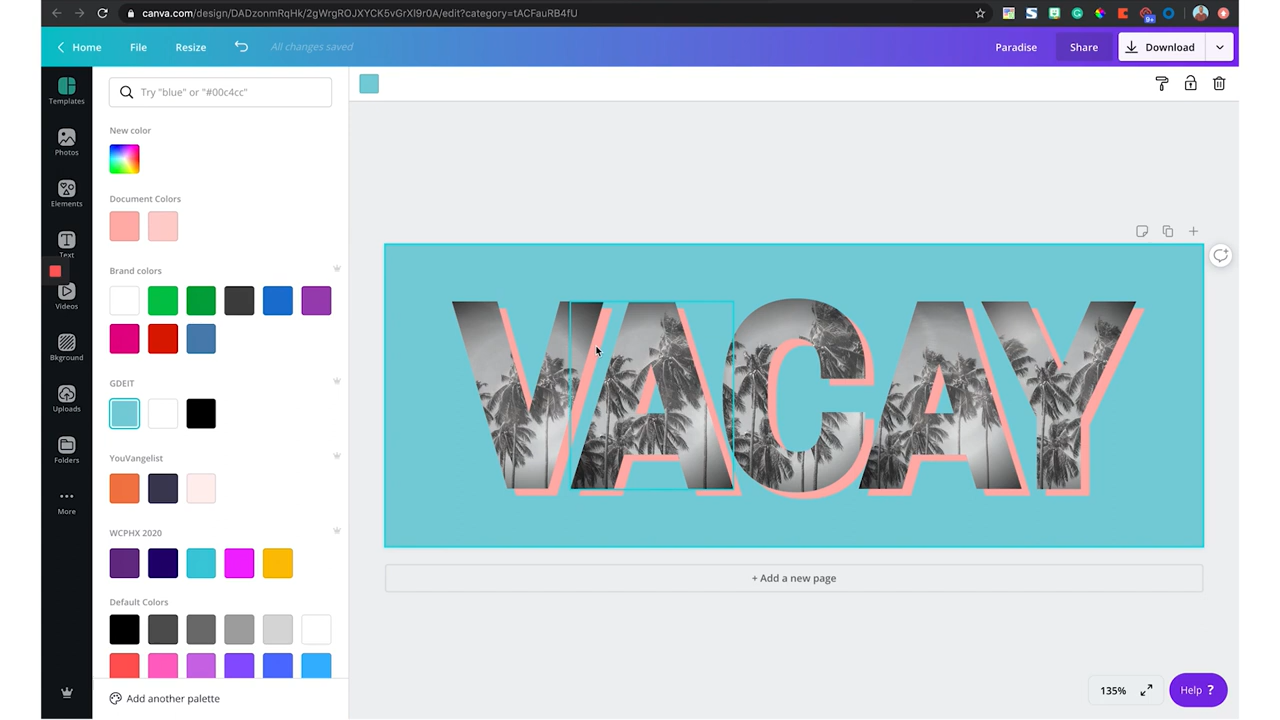 canva.com/design/DADzonmRqHk/2gWrgROJXYCK5vGrXl9r0A/edit?category=tACFauRB4fU
9+
Home
File
Resize
All changes saved
Paradise
Share
Download
Templates
Photos
Elements
Text
Videos
Bkground
Uploads
Folders
More
Try "blue" or "#00c4cc"
New color
Document Colors
Brand colors
GDEIT
YouVangelist
WCPHX 2020
Default Colors
Add another palette
VACAY
+ Add a new page
135%
Help ?